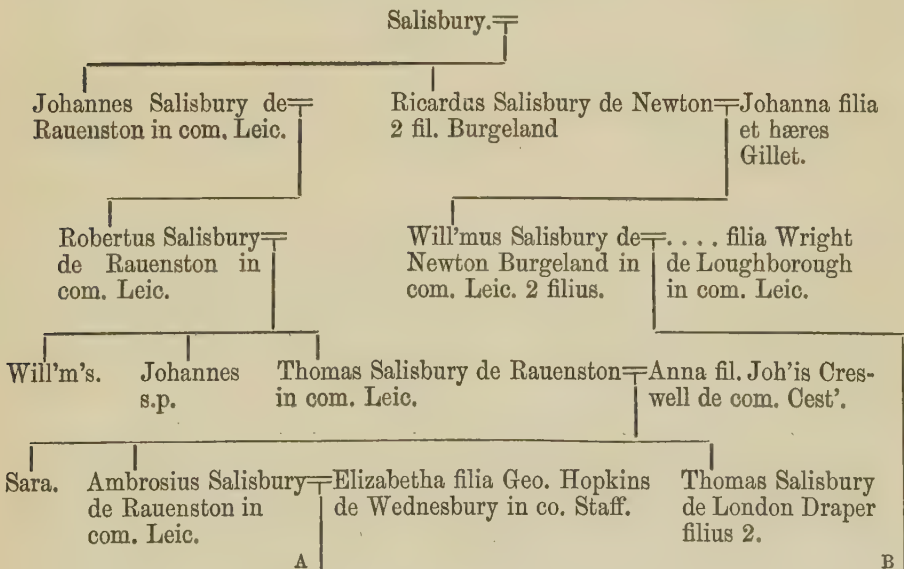 Salisbury.
Johannes Salisbury de
Rauenston in com. Leic.
Ricardus Salisbury de Newton
2 fil. Burgeland
Johanna filia
et hæres
Gillet.
Robertus Salisbury
de Rauenston in
com. Leic.
Will'mus Salisbury de
Newton Burgeland in
com. Leic. 2 filius.
. . . . filia Wright
de Loughborough
in com. Leic.
Will'm's.
Johannes
s.p.
Thomas Salisbury de Rauenston
in com. Leic.
Anna fil. Joh'is Cres-
well de com. Cest'.
Sara.
Ambrosius Salisbury
de Rauenston in
com. Leic.
Elizabetha filia Geo. Hopkins
de Wednesbury in co. Staff.
Thomas Salisbury
de London Draper
filius 2.
A
B